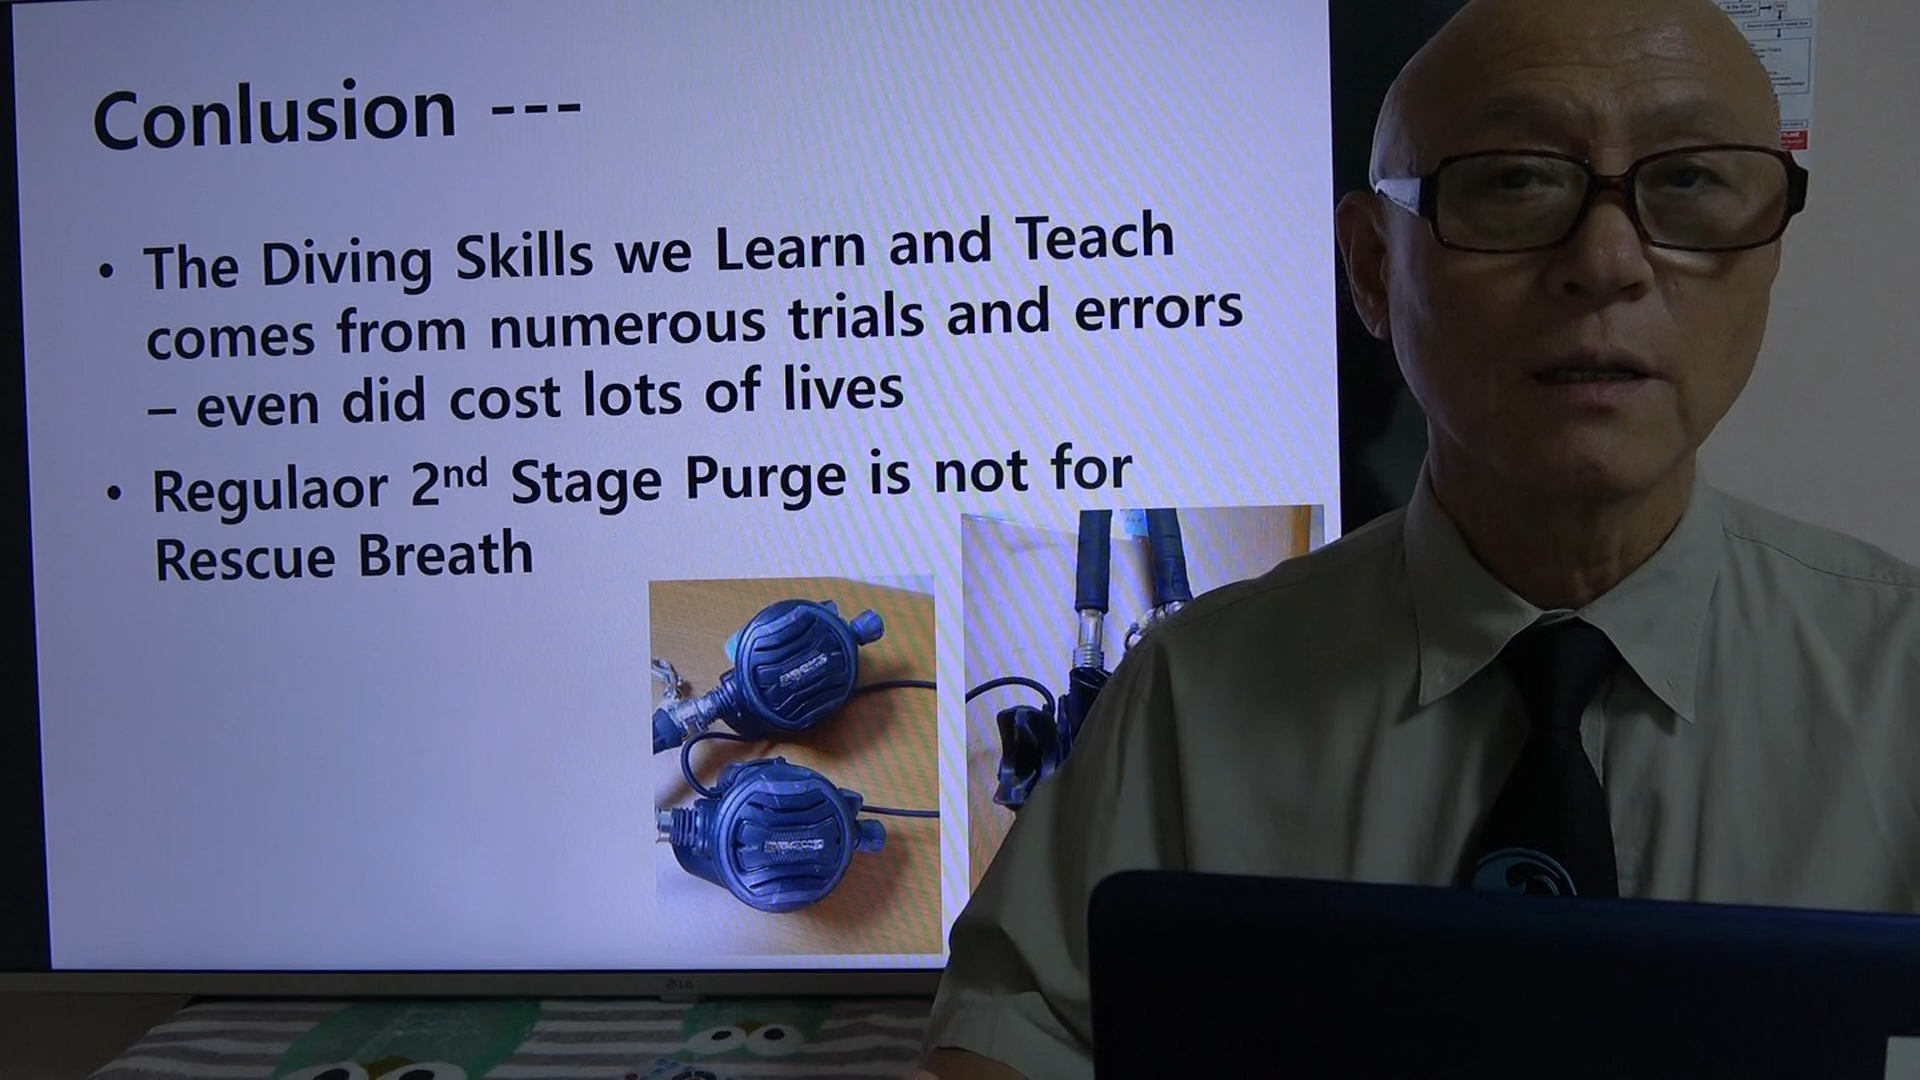 Conlusion ---
• The Diving Skills we Learn and Teach
comes from numerous trials and errors
– even did cost lots of lives
• Regulaor 2nd Stage Purge is not for
Rescue Breath
LG